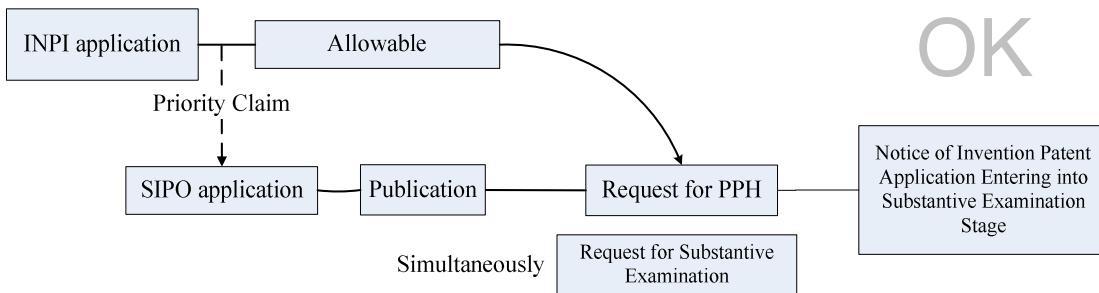 INPI application
Allowable
OK
Priority Claim
SIPO application
Publication
Request for PPH
Notice of Invention Patent
Application Entering into
Substantive Examination
Stage
Simultaneously
Request for Substantive
Examination